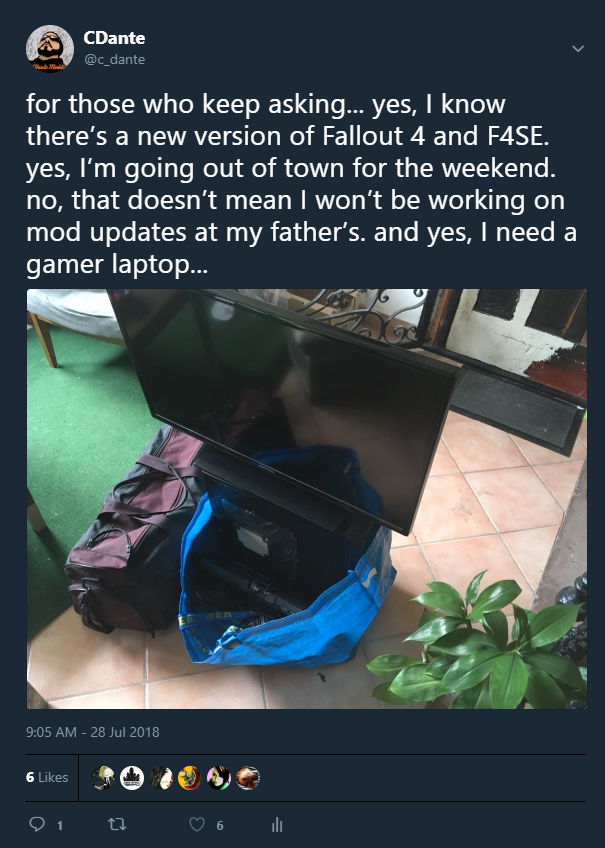 CDante
@c_dante
for those who keep asking... yes, I know
there’s a new version of Fallout 4 and F4SE.
yes, I’m going out of town for the weekend.
no, that doesn’t mean I won’t be working on
mod updates at my father’s. and yes, I need a
gamer laptop...
9:05 AM - 28 Jul 2018
6 Likes
1 6